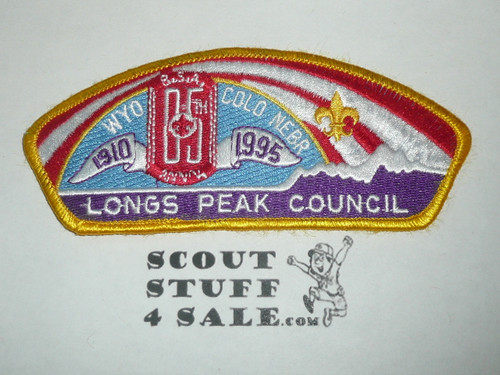 B.S.A.
85TH
WYO COLO NEBR
1910 1995
LONGS PEAK COUNCIL
SCOUT
STUFF
4 SALE.COM